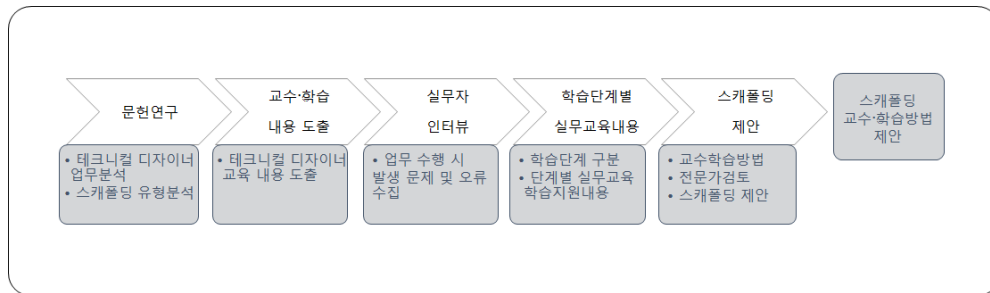 문헌연구
• 테크니컬 디자이너
업무분석
• 스캐폴딩 유형분석
교수·학습
내용 도출
• 테크니컬 디자이너
교육 내용 도출
실무자
인터뷰
• 업무 수행 시
발생 문제 및 오류
수집
학습단계별
실무교육내용
• 학습단계 구분
• 단계별 실무교육
학습지원내용
스캐폴딩
제안
• 교수학습방법
• 전문가검토
• 스캐폴딩 제안
스캐폴딩
교수·학습방법
제안